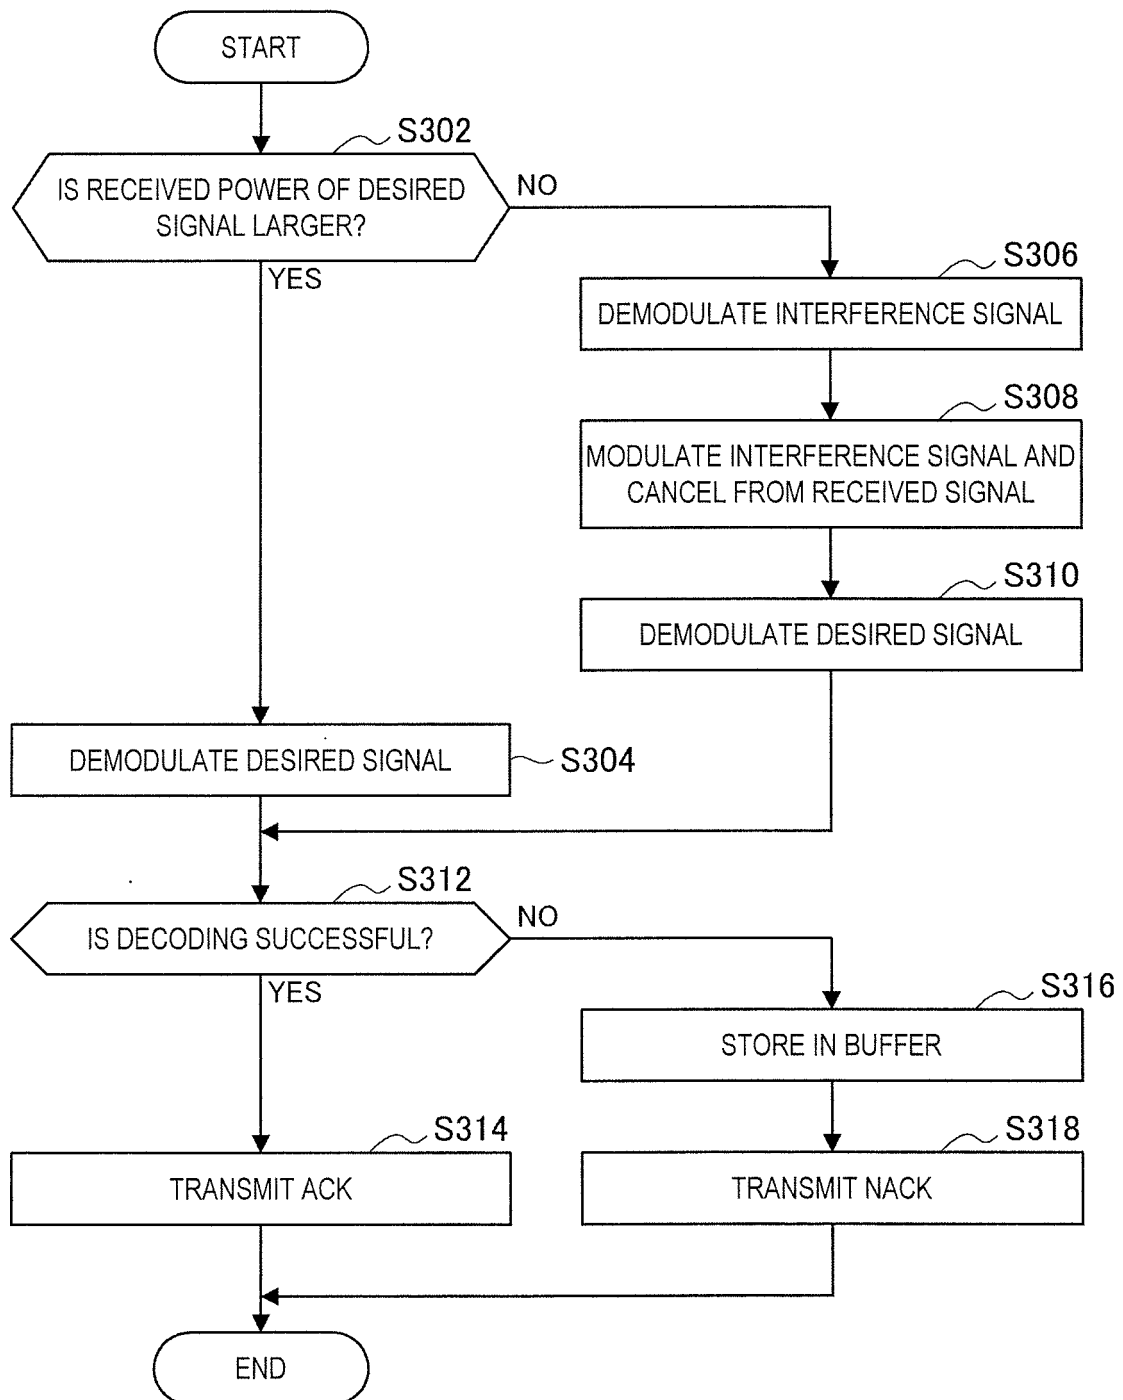 START
S302
IS RECEIVED POWER OF DESIRED
SIGNAL LARGER?
NO
YES
S306
DEMODULATE INTERFERENCE SIGNAL
S308
MODULATE INTERFERENCE SIGNAL AND
CANCEL FROM RECEIVED SIGNAL
S310
DEMODULATE DESIRED SIGNAL
DEMODULATE DESIRED SIGNAL
S304
S312
IS DECODING SUCCESSFUL?
NO
YES
S316
STORE IN BUFFER
S314
TRANSMIT ACK
S318
TRANSMIT NACK
END